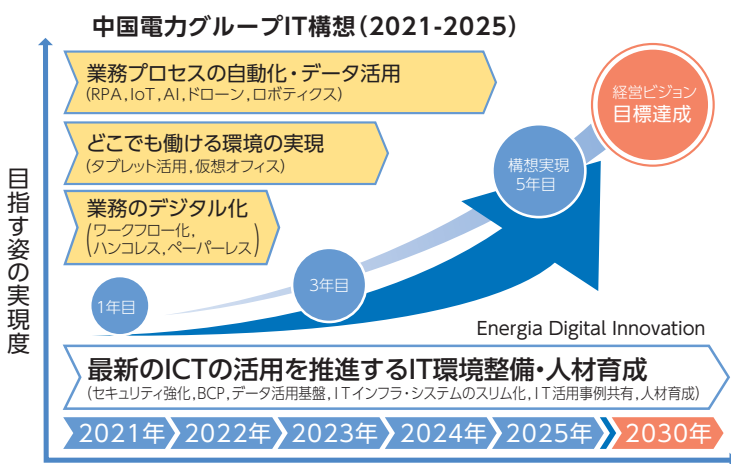 中国電力グループIT構想(2021-2025)
目指す姿の実現度
業務プロセスの自動化・データ活用
(RPA,IoT,AI,ドローン,ロボティクス)
経営ビジョン
目標達成
どこでも働ける環境の実現
(タブレット活用,仮想オフィス)
構想実現
5年目
業務のデジタル化
(ワークフロー化,
ハンコレス,ペーパーレス)
3年目
1年目
Energia Digital Innovation
最新のICTの活用を推進するIT環境整備・人材育成
(セキュリティ強化,BCP,データ活用基盤,ITインフラ・システムのスリム化,IT活用事例共有,人材育成)
2021年 2022年 2023年 2024年 2025年 2030年